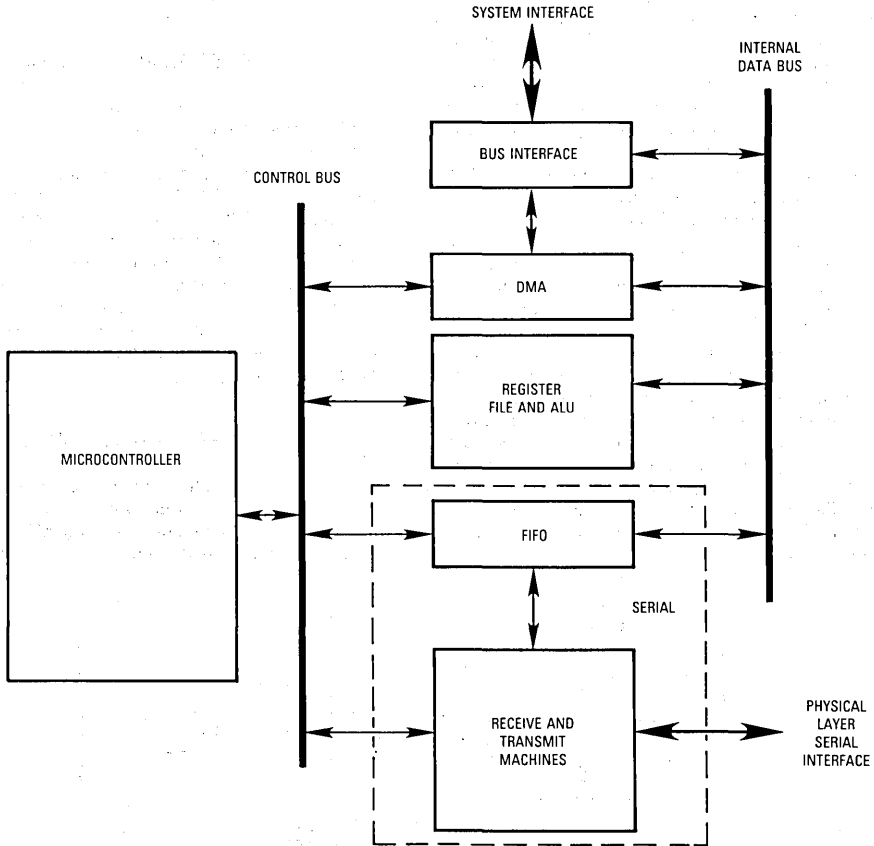 SYSTEM INTERFACE
INTERNAL
DATA BUS
BUS INTERFACE
CONTROL BUS
DMA
REGISTER
FILE AND ALU
MICROCONTROLLER
FIFO
SERIAL
RECEIVE AND
TRANSMIT
MACHINES
PHYSICAL
LAYER
SERIAL
INTERFACE